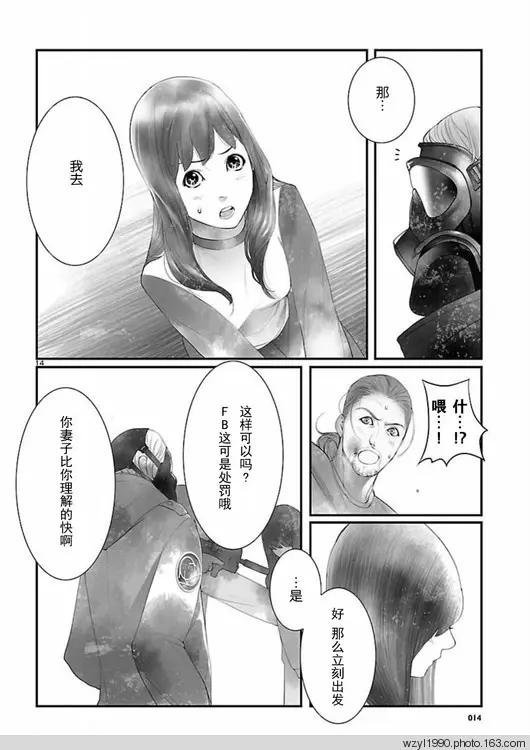 那…
我去
什…!?
喂…!
这样可以吗?
FB这可是处罚哦
你妻子比你理解的快啊
…是
好 那么立刻出发
14
014
wzyl1990.photo.163.com